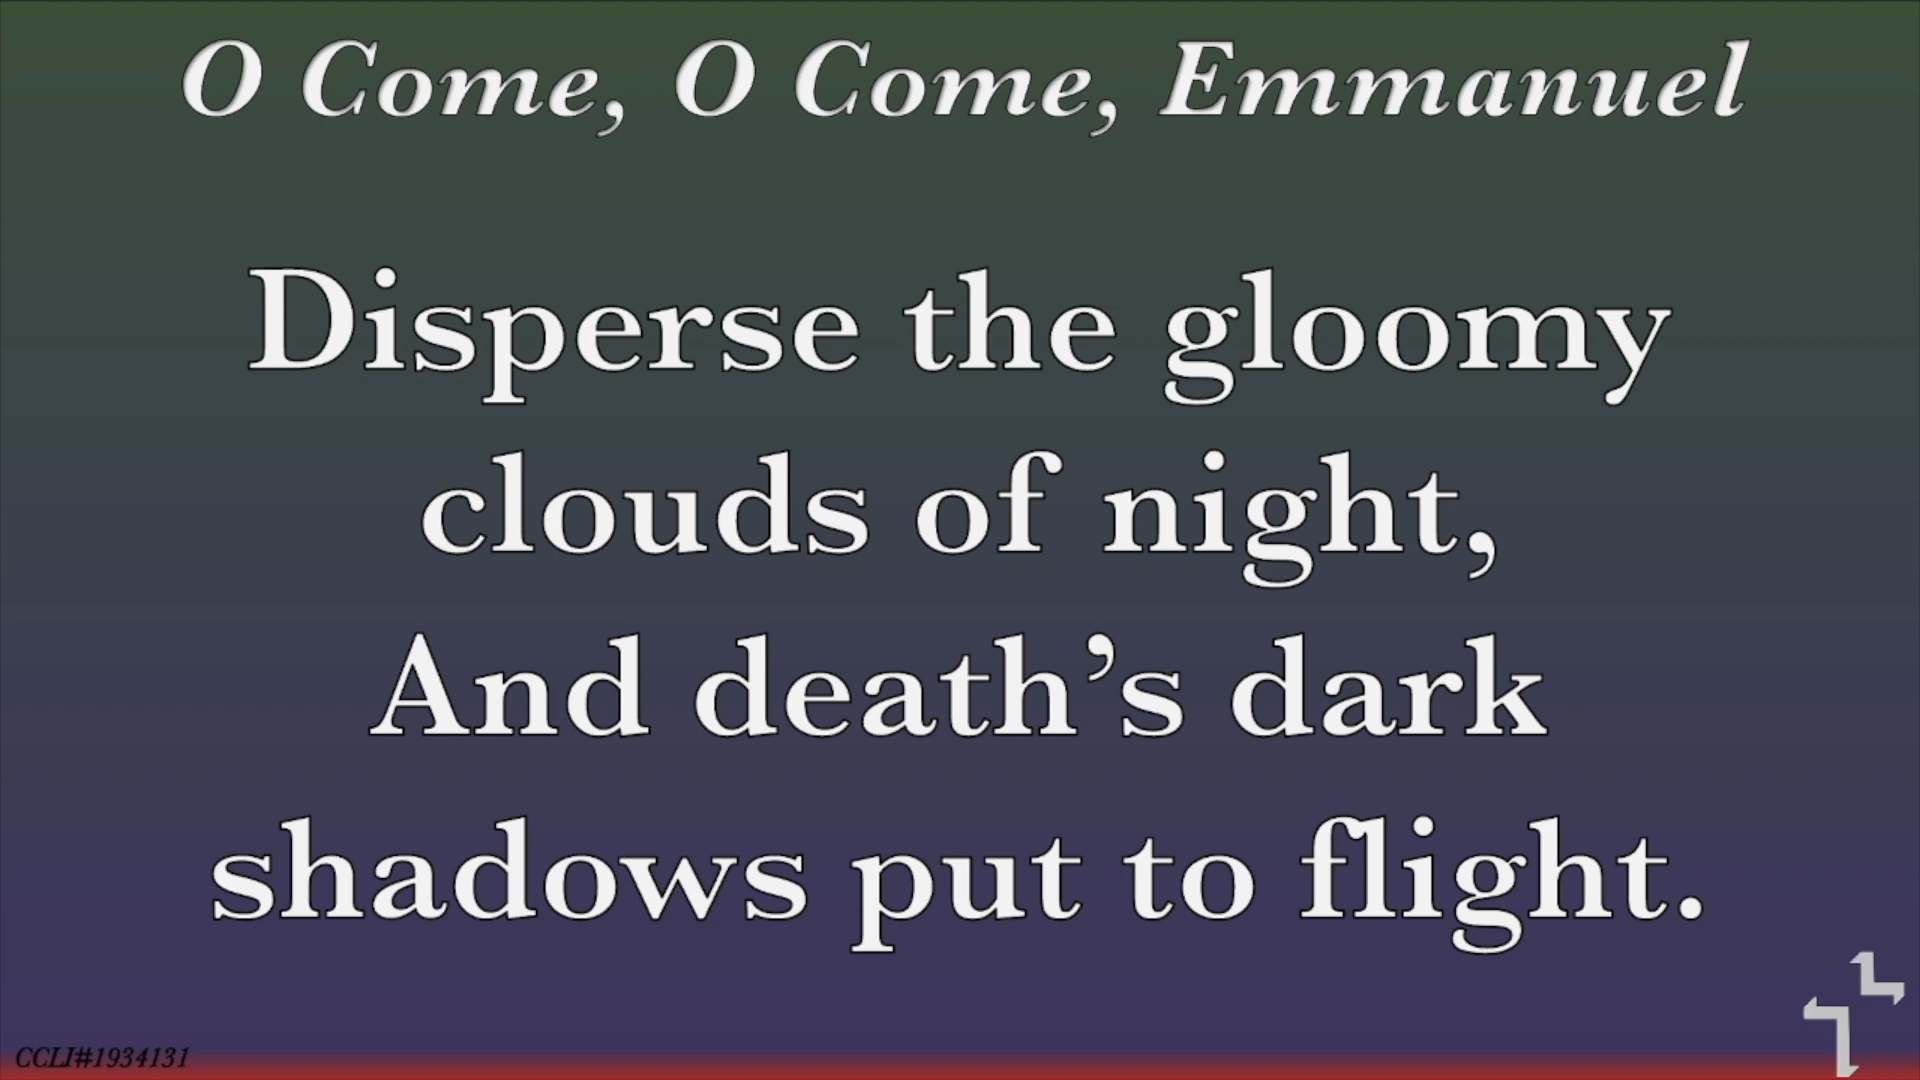 O Come, O Come, Emmanuel
Disperse the gloomy
clouds of night,
And death’s dark
shadows put to flight.
CCLI#1934131